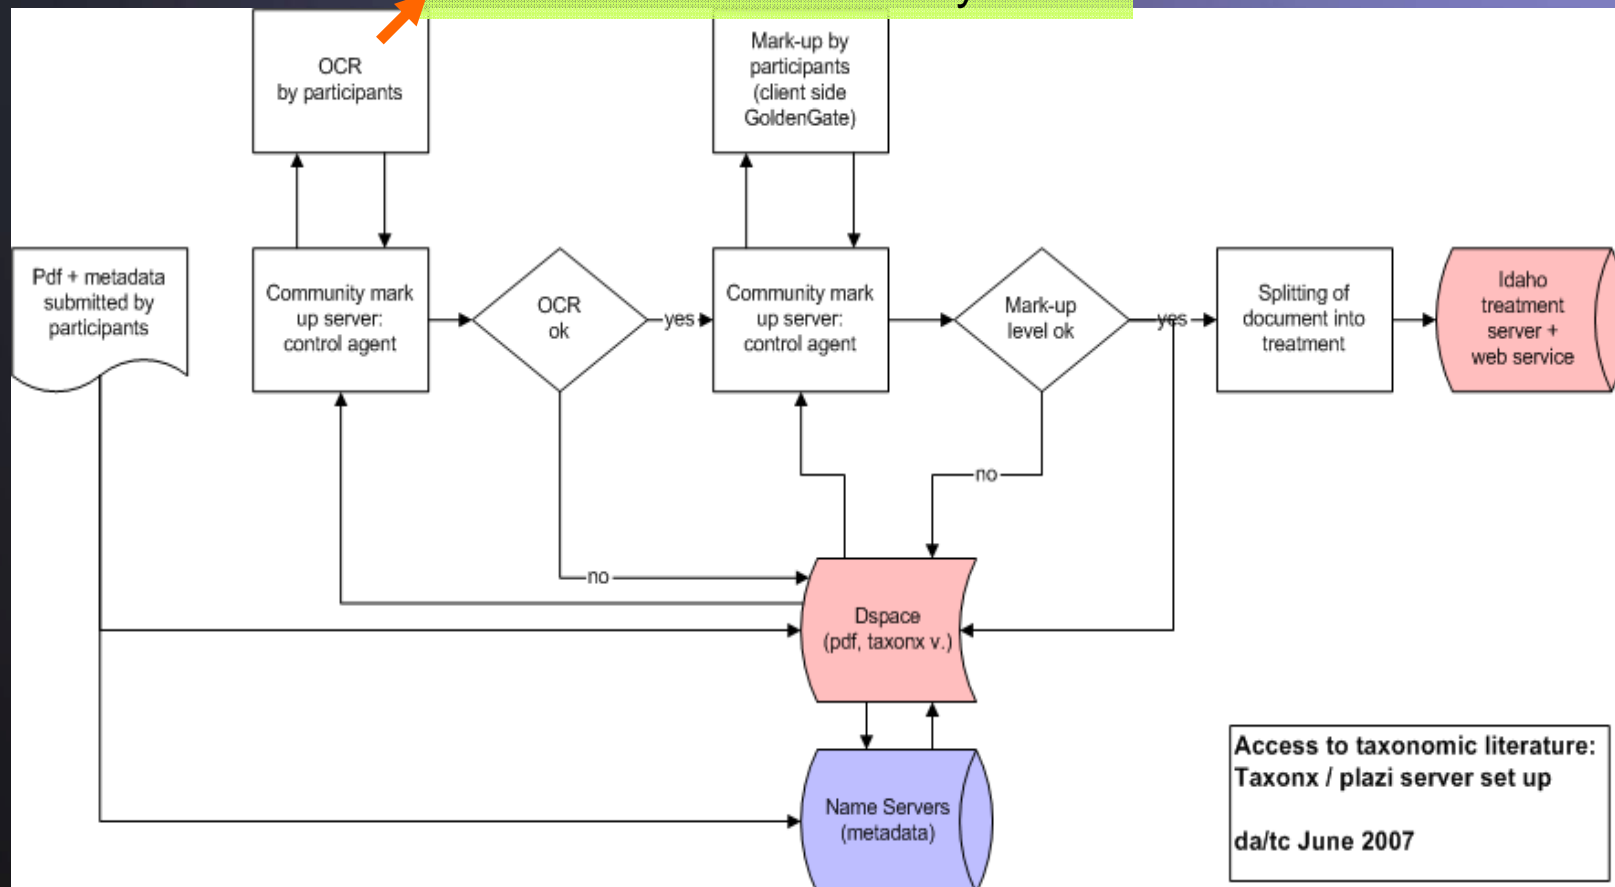 OCR
by participants
Mark-up by
participants
(client side
GoldenGate)
Pdf + metadata
submitted by
participants
Community mark
up server:
control agent
OCR
ok
yes
Community mark
up server:
control agent
Mark-up
level ok
yes
Splitting of
document into
treatment
Idaho
treatment
server +
web service
no
no
Dspace
(pdf, taxonx v.)
Name Servers
(metadata)
Access to taxonomic literature:
Taxonx / plazi server set up
da/tc June 2007